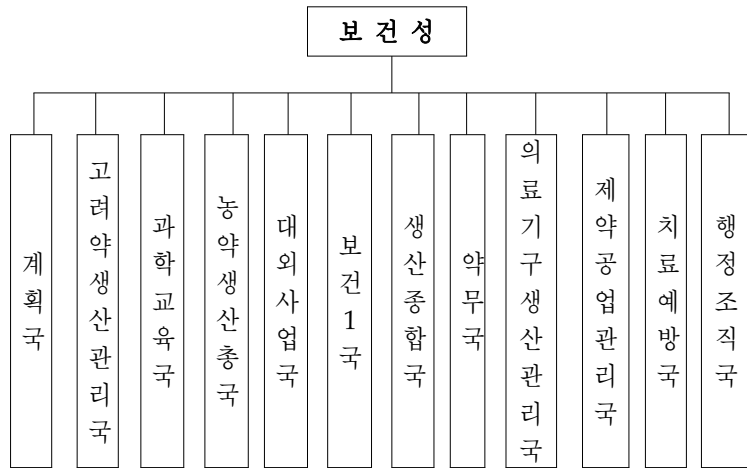 보 건 성
계획국
고려약생산관리국
과학교육국
농약생산총국
대외사업국
보건1국
생산종합국
약무국
의료기구생산관리국
제약공업관리국
치료예방국
행정조직국